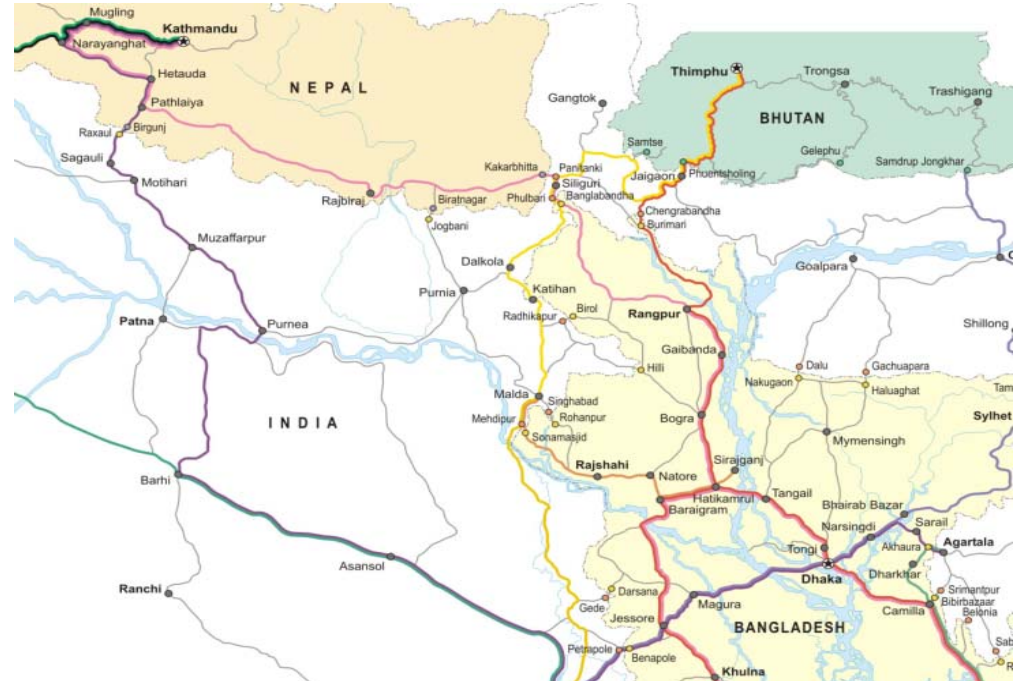 Mugling
Kathmandu
Narayanghat
Hetauda
NEPAL
Thimphu
Trongsa
Trashigang
Pathlaiya
Gangtok
BHUTAN
Raxaul
Birgunj
Samtse
Gelephu
Sagauli
Kakarbhitta
Panitanki
Samdrup Jongkhar
Motihari
Siliguri
Jaigaon
Phuentsholing
Rajbiraj
Biratnagar
Phulbari
Banglabandha
Jogbani
Chengrabandha
Burimari
Muzaffarpur
Dalkola
Goalpara
Purnia
Katihan
Patna
Purnea
Radhikapur
Birol
Rangpur
Shillong
Gaibanda
Hilli
Dalu
Gachuapara
Malda
Singhabad
Nakugaon
Haluaghat
Tam
INDIA
Mehdipur
Rohanpur
Bogra
Sylhet
Sonamasjid
Mymensingh
Rajshahi
Natore
Sirajganj
Barhi
Hatikamrul
Tangail
Baraigram
Bhairab Bazar
Narsingdi
Sarail
Asansol
Tongi
Akhaura
Agartala
Dhaka
Dharkhar
Ranchi
Darsana
Srimantpur
Gede
Magura
Camilla
Bibirbazaar
Belonia
Jessore
BANGLADESH
Petrapole
Benapole
Sab
Khulna
R